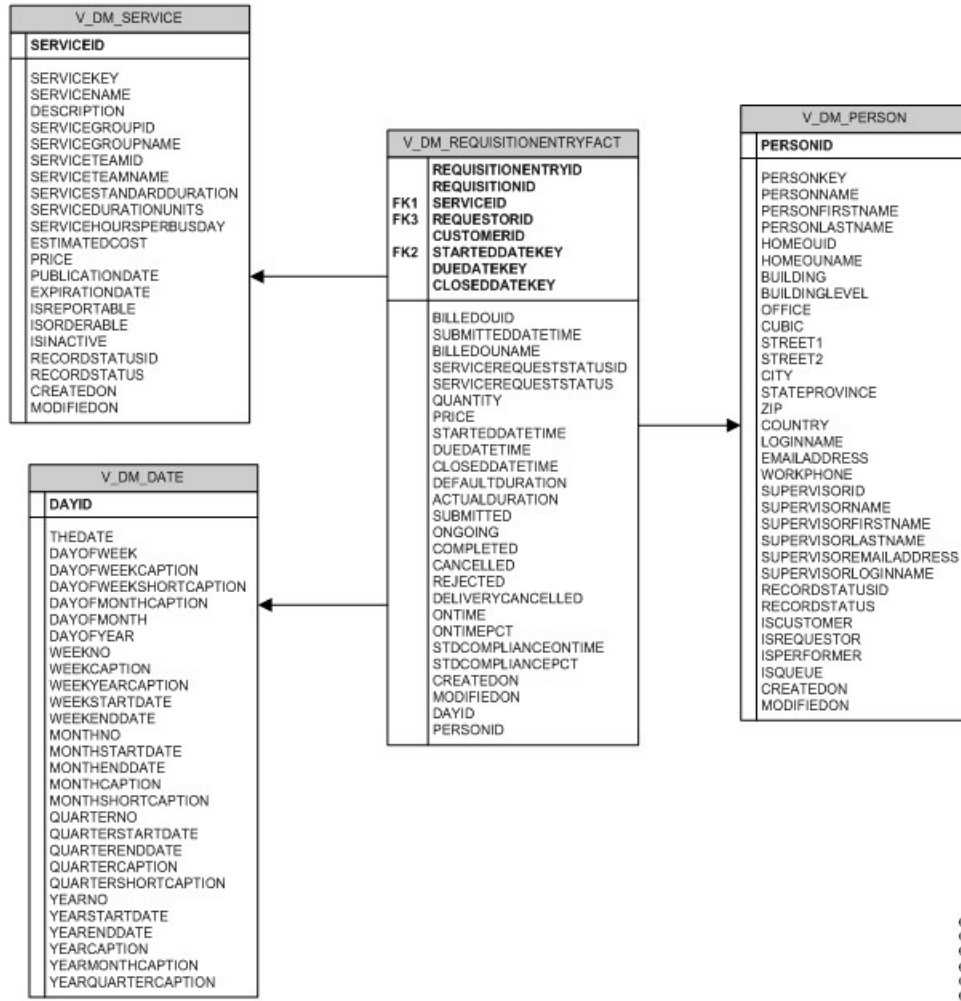 V_DM_SERVICE
SERVICEID
SERVICEKEY
SERVICENAME
DESCRIPTION
SERVICEGROUPID
SERVICEGROUPNAME
SERVICETEAMID
SERVICETEAMNAME
SERVICESTANDARDDURATION
SERVICEDURATIONUNITS
SERVICEHOURSPERBUSDAY
ESTIMATEDCOST
PRICE
PUBLICATIONDATE
EXPIRATIONDATE
ISREPORTABLE
ISORDERABLE
ISINACTIVE
RECORDSTATUSID
RECORDSTATUS
CREATEDON
MODIFIEDON
V_DM_DATE
DAYID
THEDATE
DAYOFWEEK
DAYOFWEEKCAPTION
DAYOFWEEKSHORTCAPTION
DAYOFMONTHCAPTION
DAYOFMONTH
DAYOFYEAR
WEEKNO
WEEKCAPTION
WEEKYEARCAPTION
WEEKSTARTDATE
WEEKENDDATE
MONTHNO
MONTHSTARTDATE
MONTHENDDATE
MONTHCAPTION
MONTHSHORTCAPTION
QUARTERNO
QUARTERSTARTDATE
QUARTERENDDATE
QUARTERCAPTION
QUARTERSHORTCAPTION
YEARNO
YEARSTARTDATE
YEARENDDATE
YEARCAPTION
YEARMONTHCAPTION
YEARQUARTERCAPTION
V_DM_REQUISITIONENTRYFACT
REQUISITIONENTRYID
REQUISITIONID
FK1 SERVICEID
FK3 REQUESTORID
CUSTOMERID
FK2 STARTEDDATEKEY
DUEDATEKEY
CLOSEDDATEKEY
BILLEDOUID
SUBMITTEDDATETIME
BILLEDOUNAME
SERVICEREQUESTSTATUSID
SERVICEREQUESTSTATUS
QUANTITY
PRICE
STARTEDDATETIME
DUEDATETIME
CLOSEDDATETIME
DEFAULTDURATION
ACTUALDURATION
SUBMITTED
ONGOING
COMPLETED
CANCELLED
REJECTED
DELIVERYCANCELLED
ONTIME
ONTIMEPCT
STDCOMPLIANCEONTIME
STDCOMPLIANCEPCT
CREATEDON
MODIFIEDON
DAYID
PERSONID
V_DM_PERSON
PERSONID
PERSONKEY
PERSONNAME
PERSONFIRSTNAME
PERSONLASTNAME
HOMEOUID
HOMEOUNAME
BUILDING
BUILDINGLEVEL
OFFICE
CUBIC
STREET1
STREET2
CITY
STATEPROVINCE
ZIP
COUNTRY
LOGINNAME
EMAILADDRESS
WORKPHONE
SUPERVISORID
SUPERVISORNAME
SUPERVISORFIRSTNAME
SUPERVISORLASTNAME
SUPERVISOREMAILADDRESS
SUPERVISORLOGINNAME
RECORDSTATUSID
RECORDSTATUS
ISCUSTOMER
ISREQUESTOR
ISPERFORMER
ISQUEUE
CREATEDON
MODIFIEDON